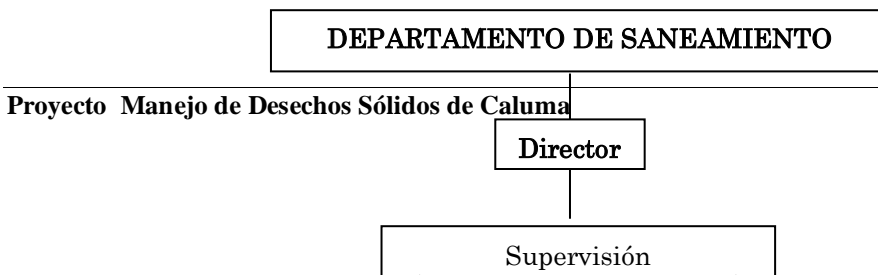 DEPARTAMENTO DE SANEAMIENTO
Proyecto Manejo de Desechos Sólidos de Caluma
Director
Supervisión